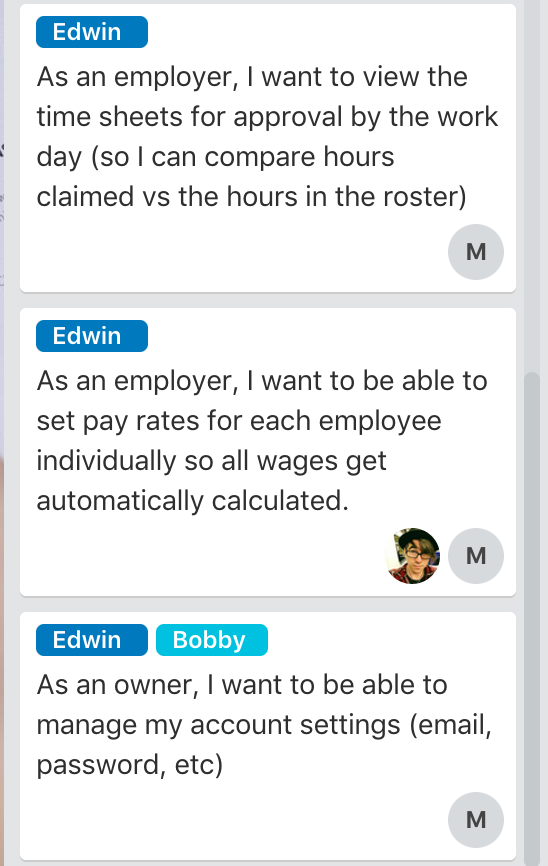 Edwin
As an employer, I want to view the
time sheets for approval by the work
day (so I can compare hours
claimed vs the hours in the roster)
M
Edwin
As an employer, I want to be able to
set pay rates for each employee
individually so all wages get
automatically calculated.
M
Edwin Bobby
As an owner, I want to be able to
manage my account settings (email,
password, etc)
M